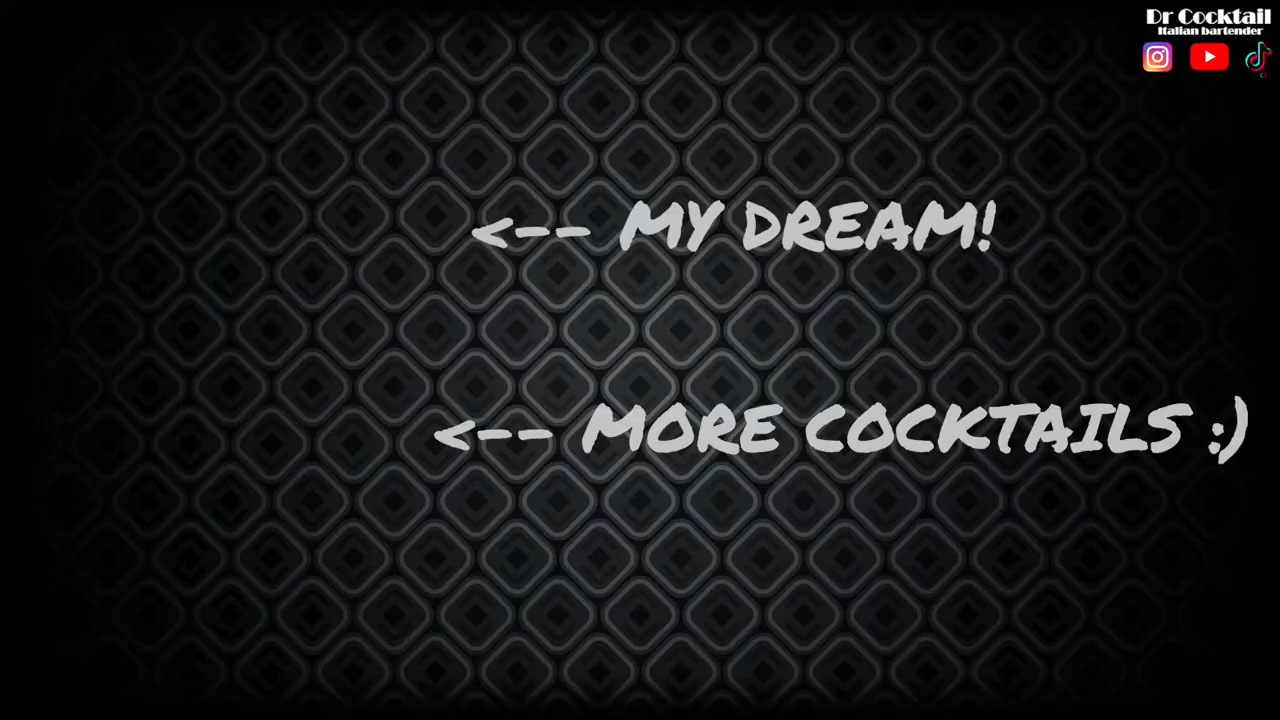 Dr Cocktail
Italian bartender
<-- MY DREAM!
<-- MORE COCKTAILS :)